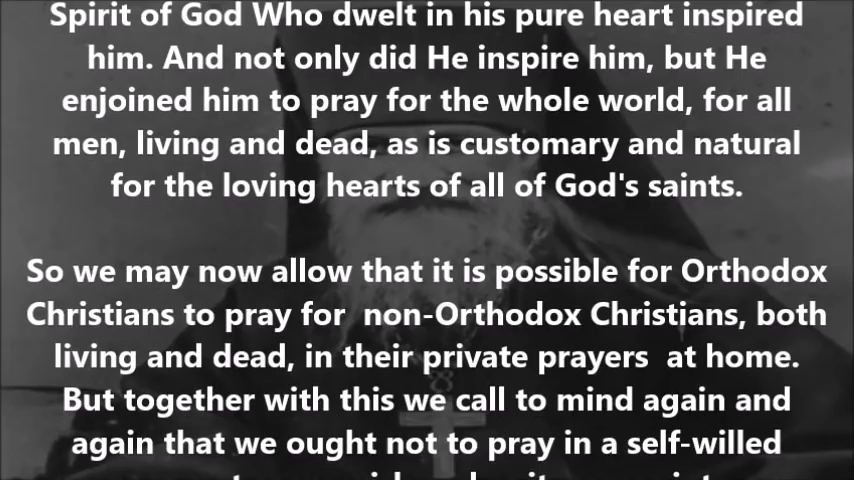 Spirit of God Who dwelt in his pure heart inspired
him. And not only did He inspire him, but He
enjoined him to pray for the whole world, for all
men, living and dead, as is customary and natural
for the loving hearts of all of God's saints.
So we may now allow that it is possible for Orthodox
Christians to pray for non-Orthodox Christians, both
living and dead, in their private prayers at home.
But together with this we call to mind again and
again that we ought not to pray in a self-willed